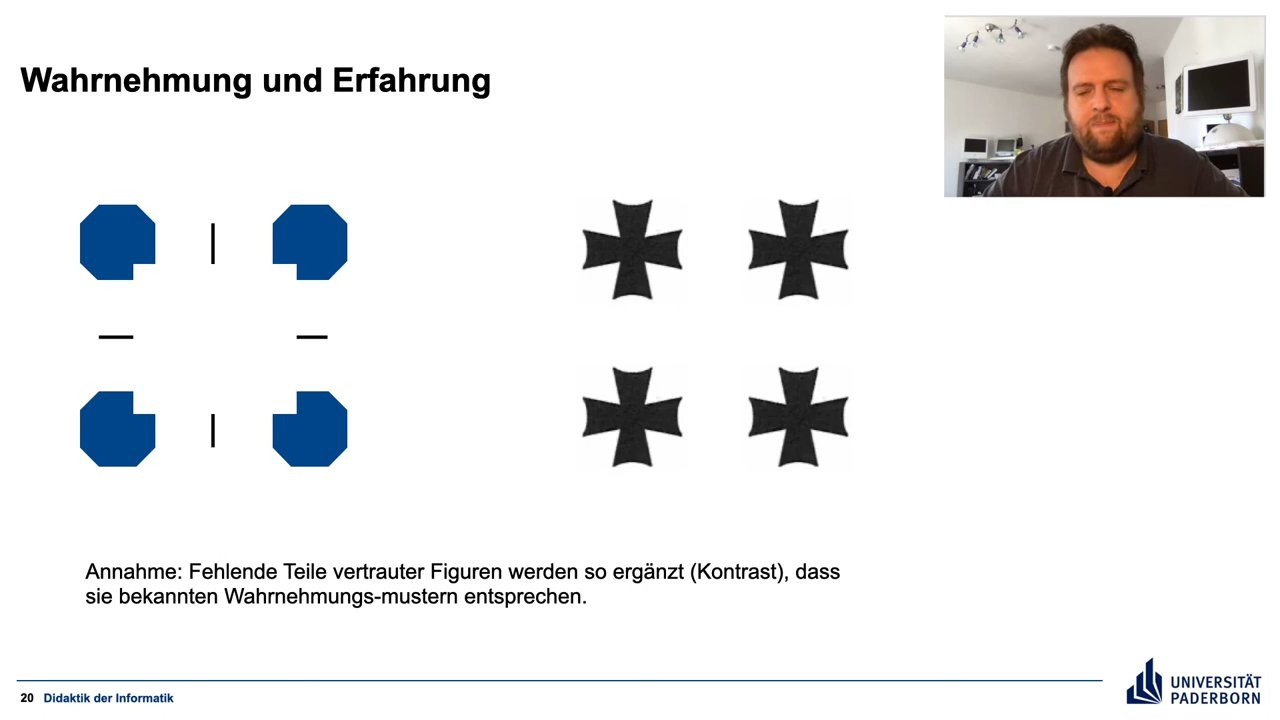 Wahrnehmung und Erfahrung
Annahme: Fehlende Teile vertrauter Figuren werden so ergänzt (Kontrast), dass
sie bekannten Wahrnehmungs-mustern entsprechen.
20 Didaktik der Informatik
UNIVERSITÄT
PADERBORN